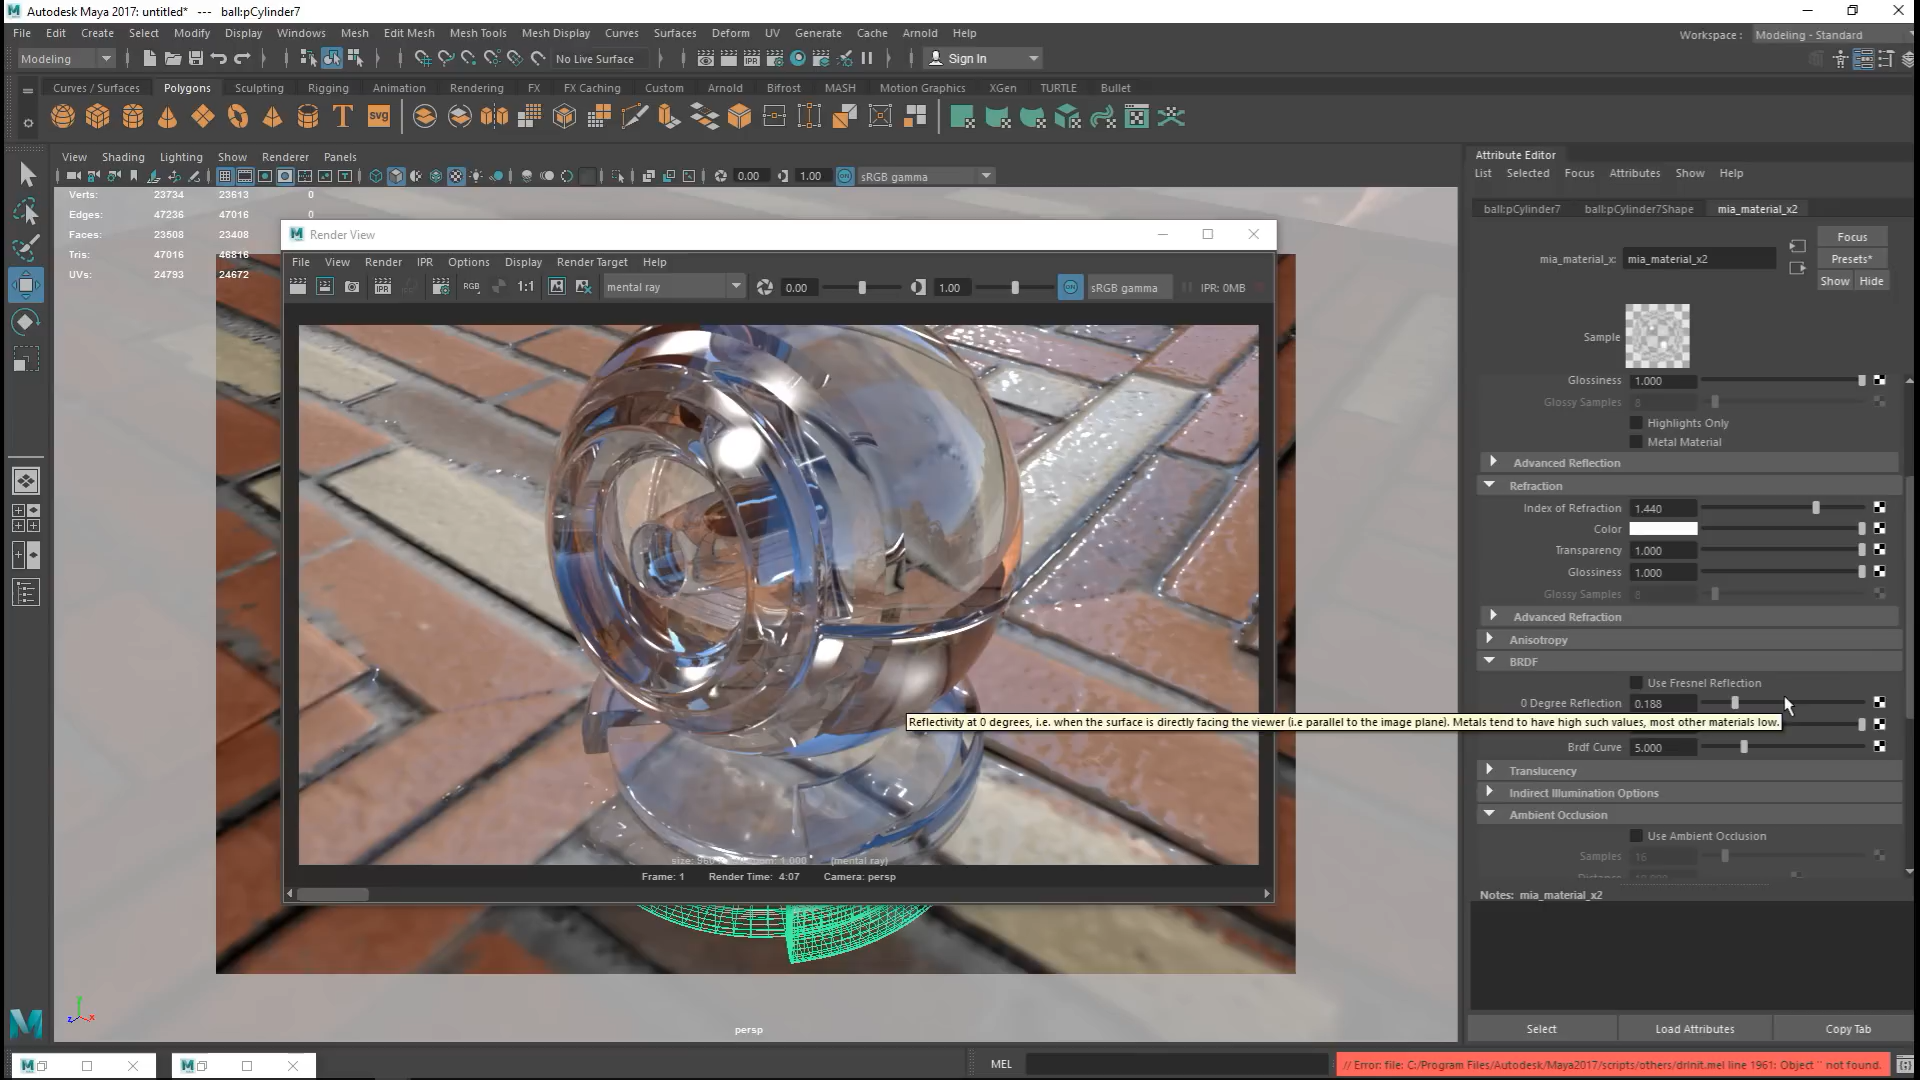 Autodesk Maya 2017: untitled*   ---   ball:pCylinder7
File Edit Create Select Modify Display Windows Mesh Edit Mesh Mesh Tools Mesh Display Curves Surfaces Deform UV Generate Cache Arnold Help
Workspace : Modeling - Standard
Modeling No Live Surface Sign In
Curves / Surfaces Polygons Sculpting Rigging Animation Rendering FX FX Caching Custom Arnold Bifrost MASH Motion Graphics XGen TURTLE Bullet
T svg
View Shading Lighting Show Renderer Panels
0.00 1.00 sRGB gamma
Verts: 23734 23613 0
Edges: 47236 47016 0
Faces: 23508 23408
Tris: 47016 46816
UVs: 24793 24672
Render View
File View Render IPR Options Display Render Target Help
IPR RGB 1:1 mental ray 0.00 1.00 ON sRGB gamma IPR: 0MB
(mental ray)
Frame: 1 Render Time: 4:07 Camera: persp
persp
Attribute Editor
List Selected Focus Attributes Show Help
ball:pCylinder7 ball:pCylinder7Shape mia_material_x2
Focus
mia_material_x: mia_material_x2 Presets*
Show Hide
Sample
Glossiness 1.000
Glossy Samples 8
Highlights Only
Metal Material
Advanced Reflection
Refraction
Index of Refraction 1.440
Color
Transparency 1.000
Glossiness 1.000
Glossy Samples 8
Advanced Refraction
Anisotropy
BRDF
Use Fresnel Reflection
0 Degree Reflection 0.188
Reflectivity at 0 degrees, i.e. when the surface is directly facing the viewer (i.e parallel to the image plane). Metals tend to have high such values, most other materials low.
Brdf Curve 5.000
Translucency
Indirect Illumination Options
Ambient Occlusion
Use Ambient Occlusion
Samples 16
Notes: mia_material_x2
Select Load Attributes Copy Tab
MEL
// Error: file: C:/Program Files/Autodesk/Maya2017/scripts/others/drInit.mel line 1961: Object '' not found.